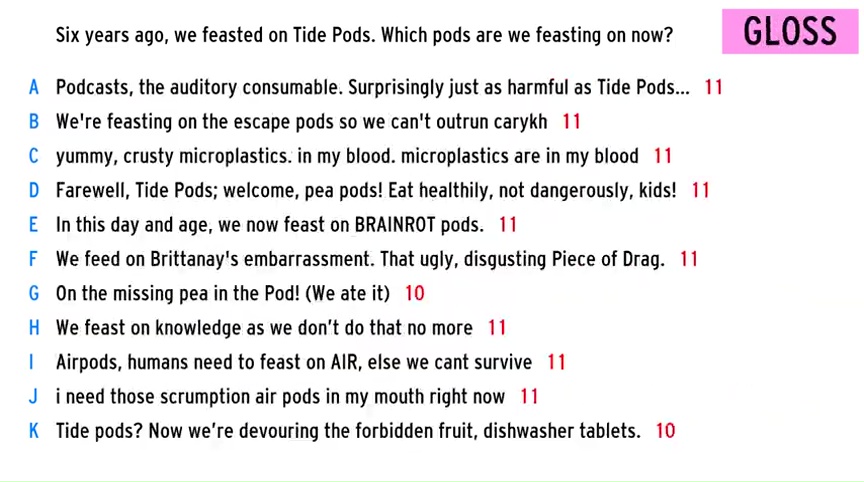 Six years ago, we feasted on Tide Pods. Which pods are we feasting on now?
GLOSS
A Podcasts, the auditory consumable. Surprisingly just as harmful as Tide Pods... 11
B We're feasting on the escape pods so we can't outrun carykh 11
C yummy, crusty microplastics. in my blood. microplastics are in my blood 11
D Farewell, Tide Pods; welcome, pea pods! Eat healthily, not dangerously, kids! 11
E In this day and age, we now feast on BRAINROT pods. 11
F We feed on Brittanay's embarrassment. That ugly, disgusting Piece of Drag. 11
G On the missing pea in the Pod! (We ate it) 10
H We feast on knowledge as we don't do that no more 11
I Airpods, humans need to feast on AIR, else we cant survive 11
J i need those scrumption air pods in my mouth right now 11
K Tide pods? Now we're devouring the forbidden fruit, dishwasher tablets. 10